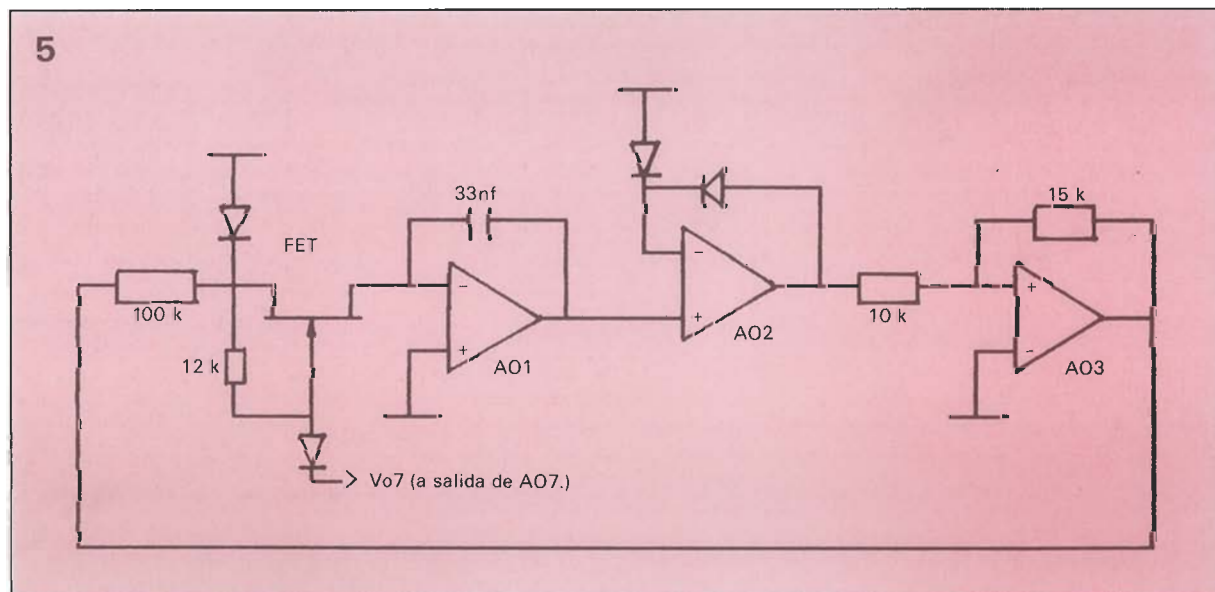 5
33nf
15 k
FET
100 k
10 k
12 k
-
+
AO1
-
+
AO2
+
-
AO3
Vo7 (a salida de AO7.)